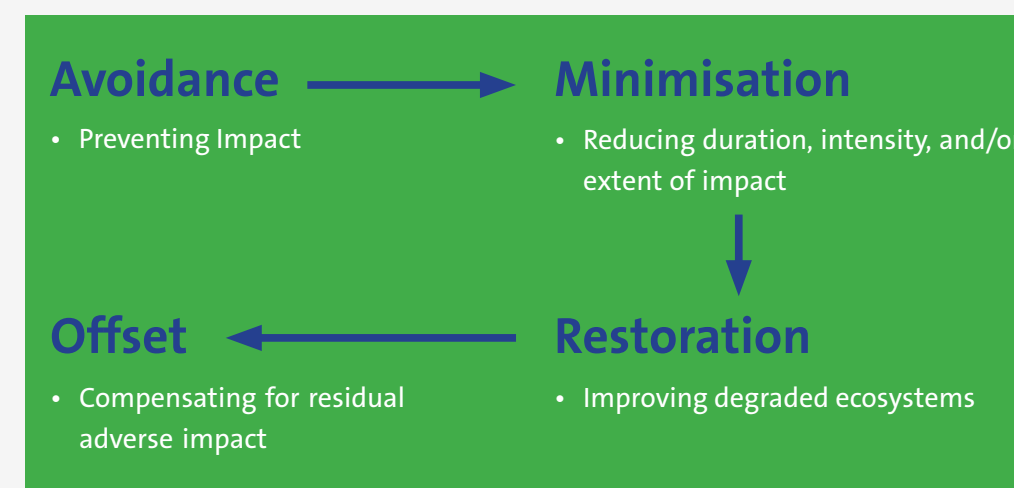 Avoidance
• Preventing Impact
Minimisation
• Reducing duration, intensity, and/o
extent of impact
Offset
• Compensating for residual
adverse impact
Restoration
• Improving degraded ecosystems